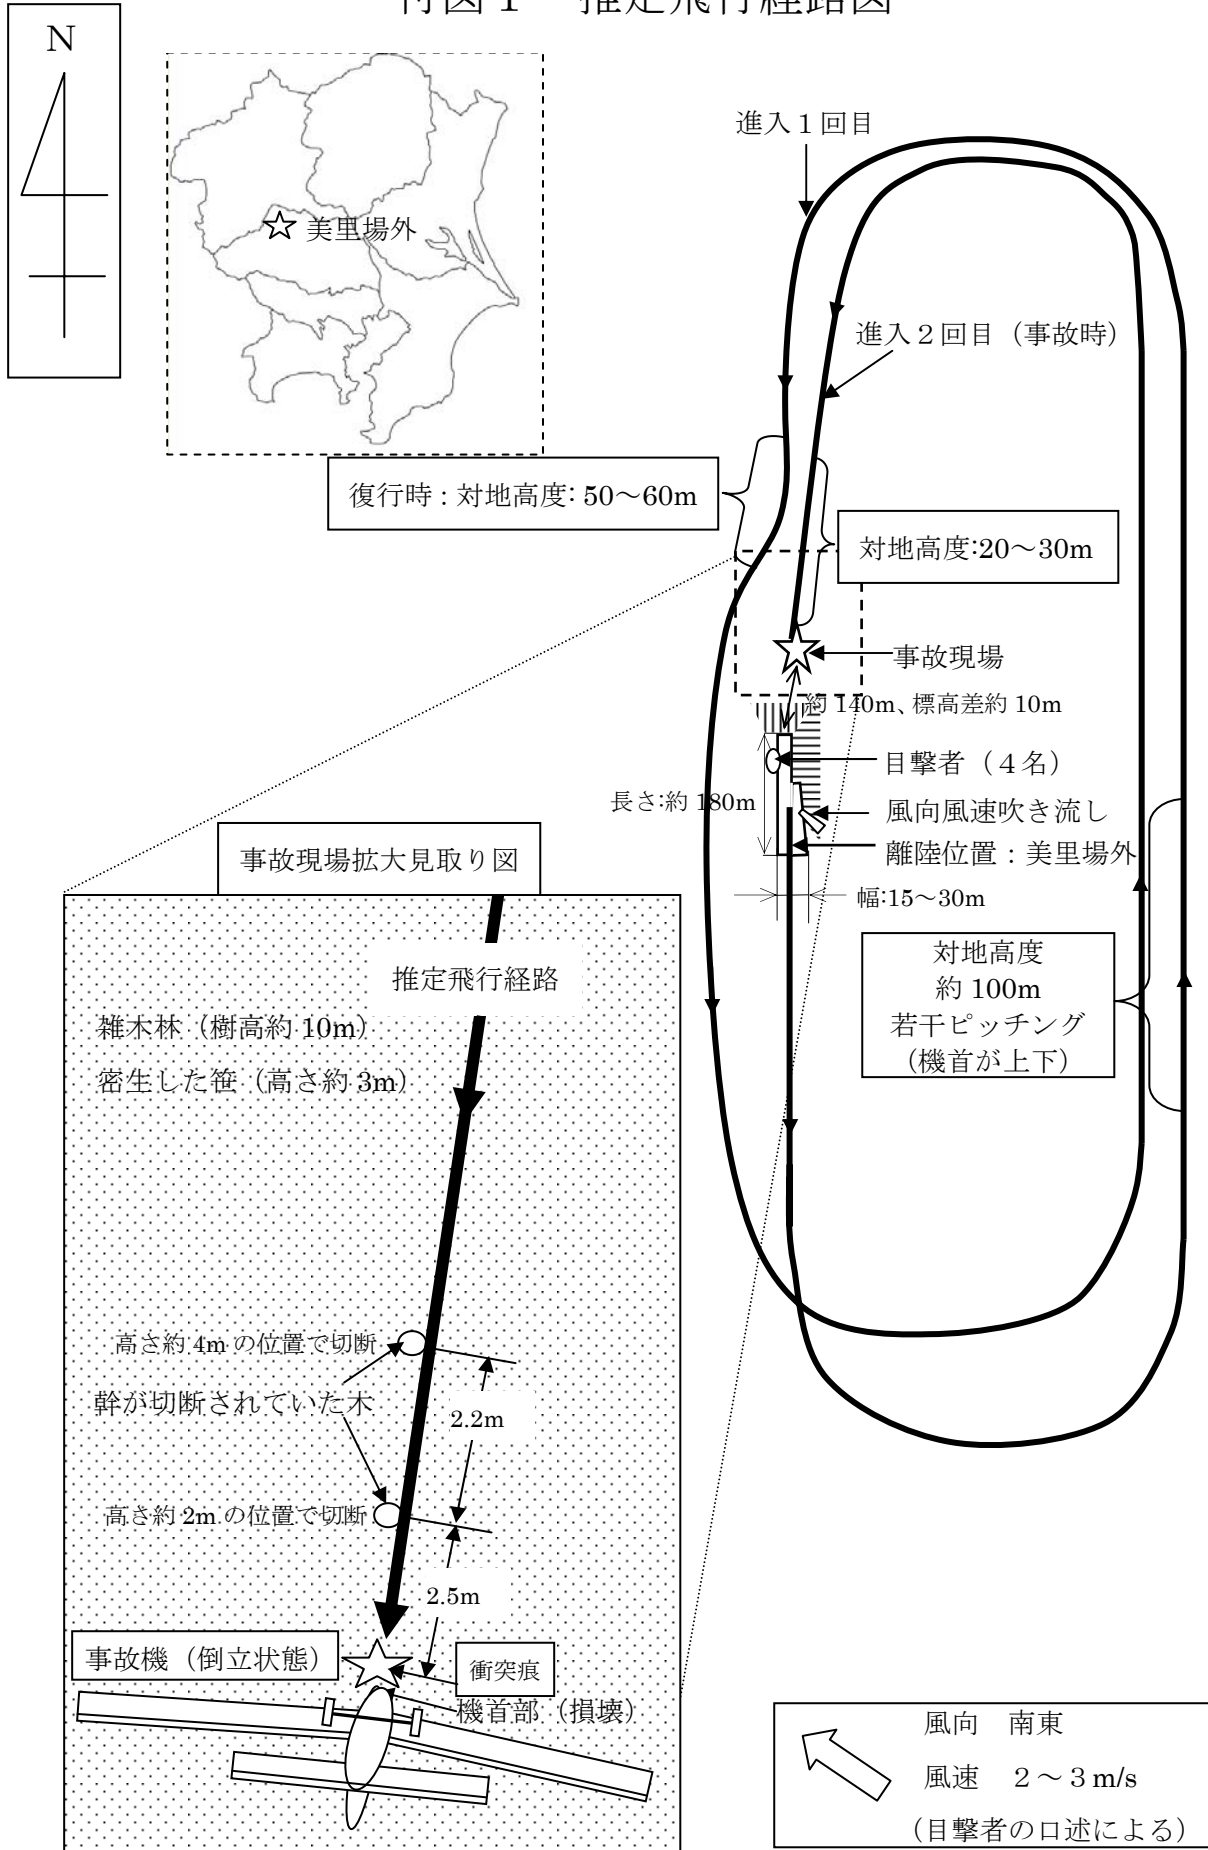 付図１　推定飛行経路図
N
美里場外
進入１回目
進入２回目（事故時）
復行時：対地高度：50～60m
対地高度:20～30m
事故現場
約 140m、標高差約 10m
目撃者（４名）
長さ:約 180m
風向風速吹き流し
離陸位置：美里場外
幅:15～30m
対地高度
約 100m
若干ピッチング
（機首が上下）
事故現場拡大見取り図
推定飛行経路
雑木林（樹高約 10m）
密生した笹（高さ約 3m）
高さ約 4m の位置で切断
幹が切断されていた木
2.2m
高さ約 2m の位置で切断
2.5m
事故機（倒立状態）
衝突痕
機首部（損壊）
風向　南東
風速　２～３m/s
（目撃者の口述による）